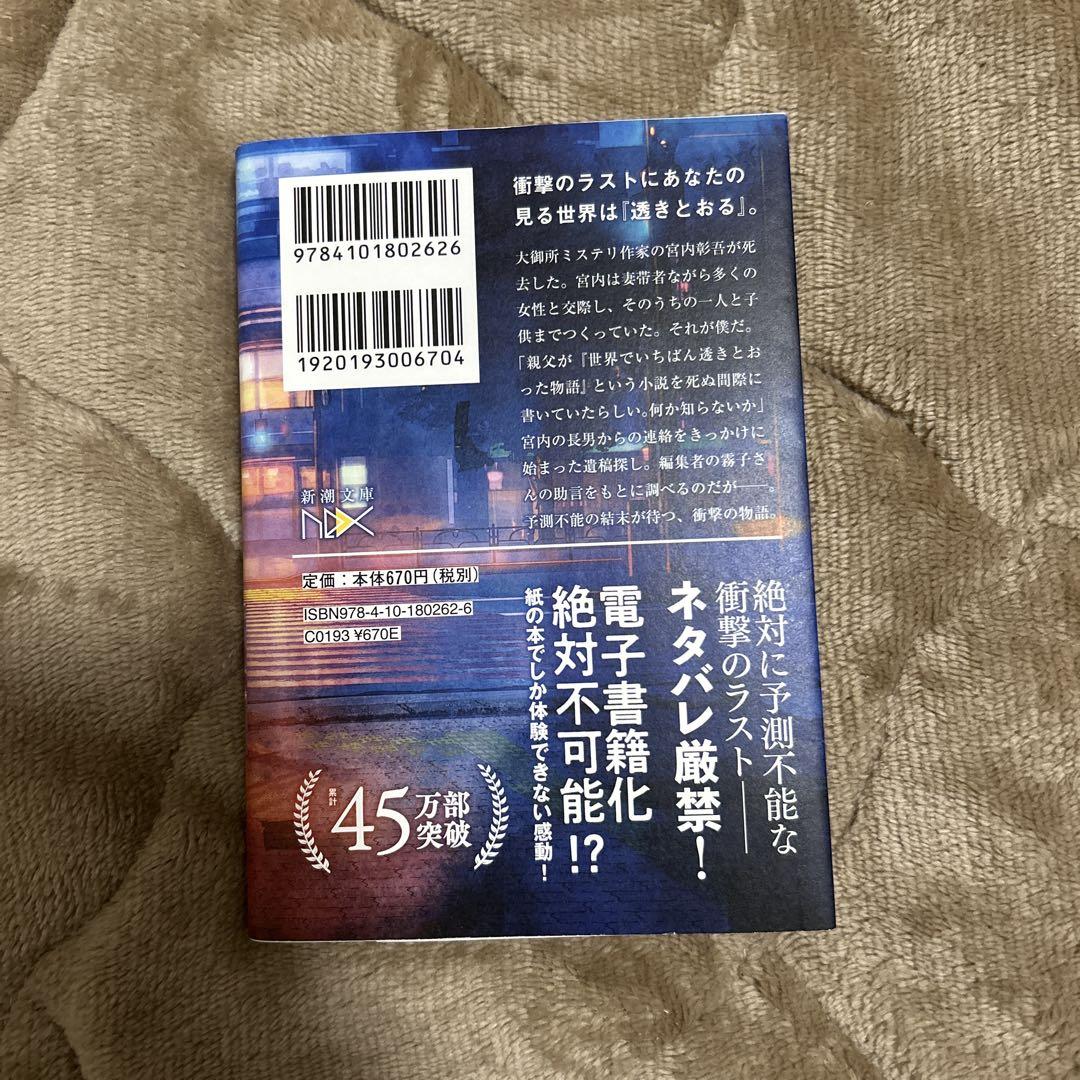 9784101802626
1920193006704
衝撃のラストにあなたの
見る世界は『透きとおる』。
大御所ミステリ作家の宮内彰吾が死
去した。宮内は妻帯者ながら多くの
女性と交際し、そのうちの一人と子
供までつくっていた。それが僕だ。
「親父が『世界でいちばん透きとお
った物語』という小説を死ぬ間際に
書いていたらしい。何か知らないか」
宮内の長男からの連絡をきっかけに
始まった遺稿探し。編集者の霧子さ
んの助言をもとに調べるのだが――。
予測不能の結末が待つ、衝撃の物語。
新潮文庫
nex
定価：本体670円（税別）
ISBN978-4-10-180262-6
C0193 ¥670E
絶対に予測不能な
衝撃のラスト――
ネタバレ厳禁！
電子書籍化
絶対不可能！？
紙の本でしか体験できない感動！
累計
45万部
突破